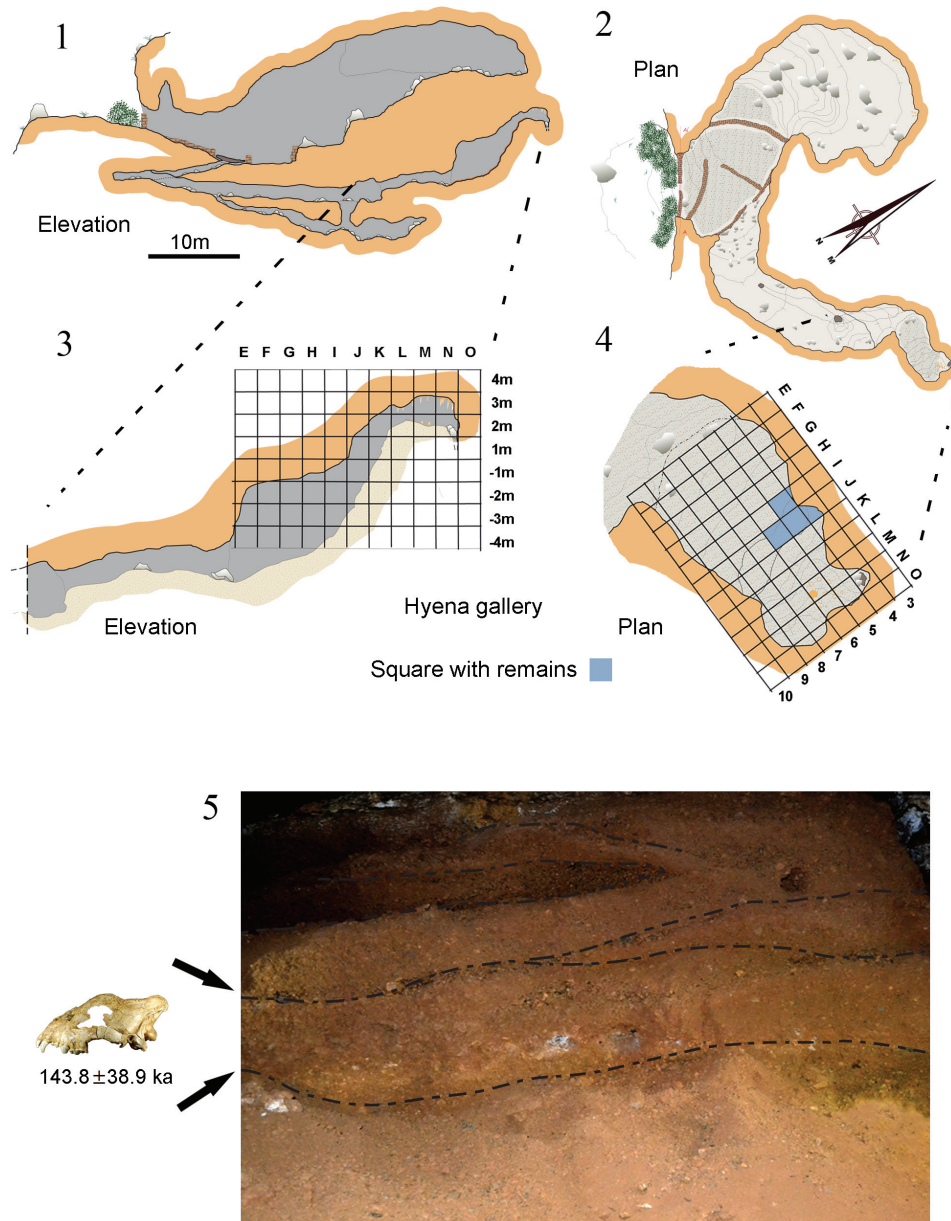 1
Elevation
10m
2
Plan
N
M
3
E F G H I J K L M N O
4m
3m
2m
1m
-1m
-2m
-3m
-4m
Elevation
Hyena gallery
4
E
F
G
H
I
J
K
L
M
N
O
3
4
5
6
7
8
9
10
Plan
Square with remains
5
143.8±38.9 ka